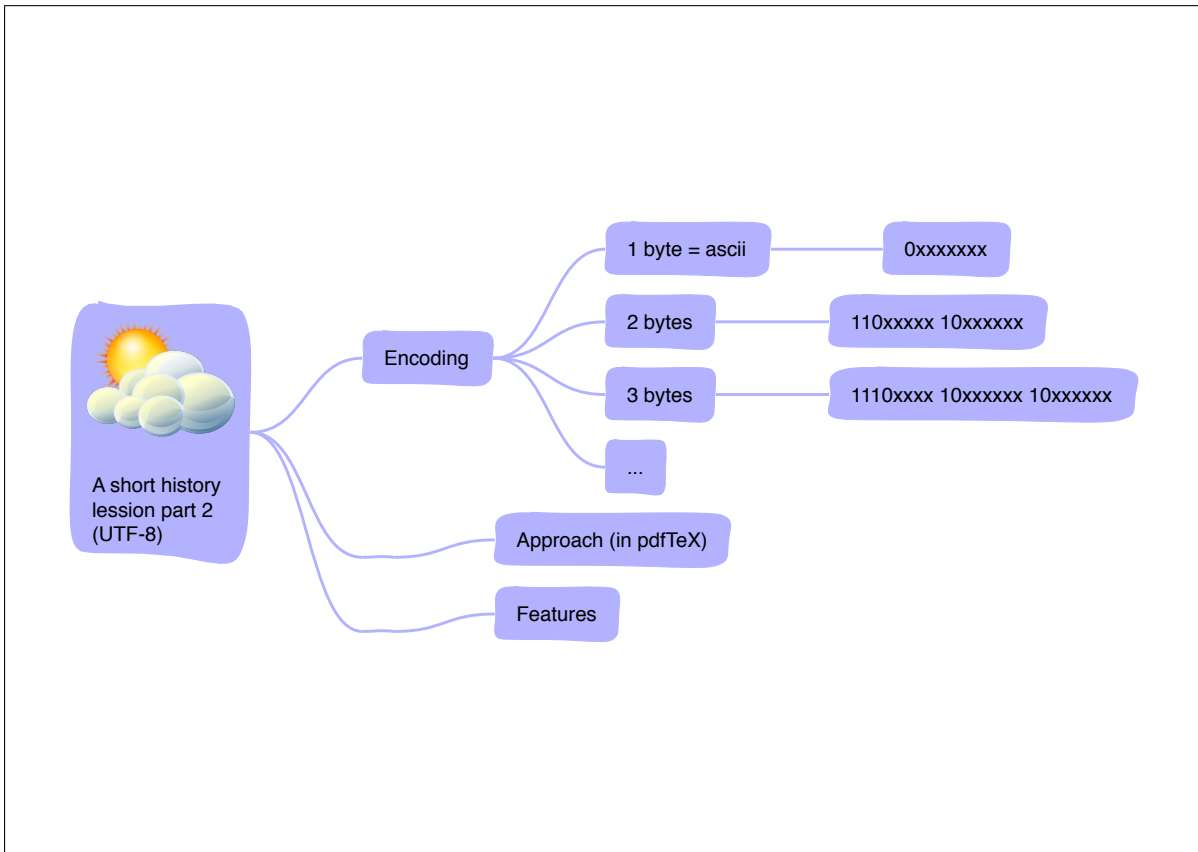 A short history
lession part 2
(UTF-8)
Encoding
1 byte = ascii
0xxxxxxx
2 bytes
110xxxxx 10xxxxxx
3 bytes
1110xxxx 10xxxxxx 10xxxxxx
...
Approach (in pdfTeX)
Features